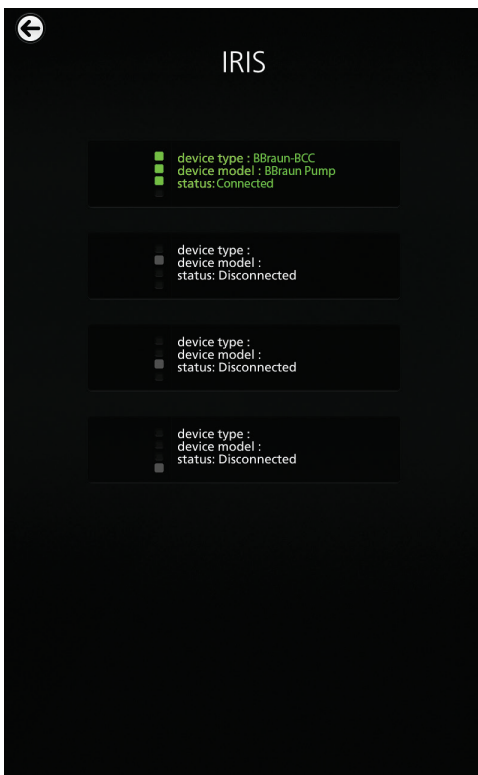 IRIS
device type : BBraun-BCC
device model : BBraun Pump
status:Connected
device type :
device model :
status: Disconnected
device type :
device model :
status: Disconnected
device type :
device model :
status: Disconnected